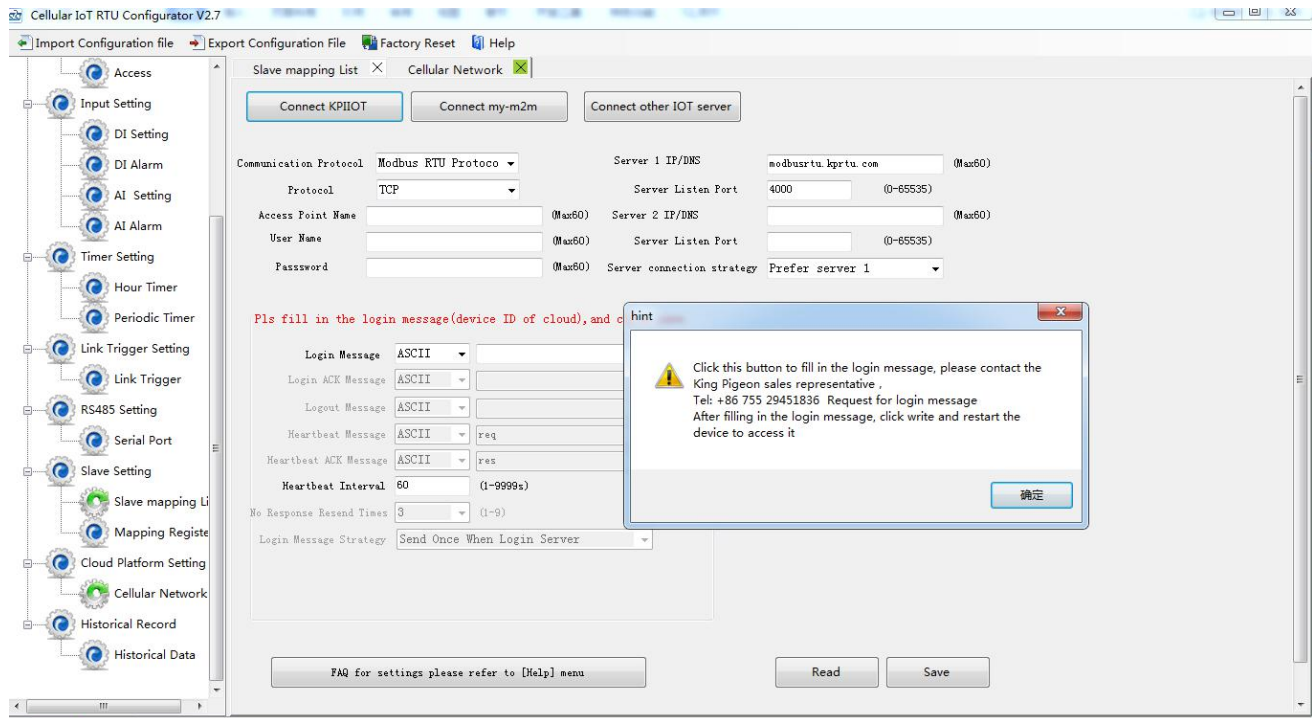 Cellular IoT RTU Configurator V2.7
Import Configuration file Export Configuration File Factory Reset Help
Access
Input Setting
DI Setting
DI Alarm
AI Setting
AI Alarm
Timer Setting
Hour Timer
Periodic Timer
Link Trigger Setting
Link Trigger
RS485 Setting
Serial Port
Slave Setting
Slave mapping Li
Mapping Registe
Cloud Platform Setting
Cellular Network
Historical Record
Historical Data
Slave mapping List Cellular Network
Connect KPIIOT Connect my-m2m Connect other IOT server
Communication Protocol Modbus RTU Protoco Server 1 IP/DNS modbusrtu.kprtu.com (Max60)
Protocol TCP Server Listen Port 4000 (0-65535)
Access Point Name (Max60) Server 2 IP/DNS (Max60)
User Name (Max60) Server Listen Port (0-65535)
Passsword (Max60) Server connection strategy Prefer server 1
Pls fill in the login message(device ID of cloud),and c
Login Message ASCII
Login ACK Message ASCII
Logout Message ASCII
Heartbeat Message ASCII req
Heartbeat ACK Message ASCII res
Heartbeat Interval 60 (1-9999s)
No Response Resend Times 3 (1-9)
Login Message Strategy Send Once When Login Server
hint
Click this button to fill in the login message, please contact the
King Pigeon sales representative ,
Tel: +86 755 29451836 Request for login message
After filling in the login message, click write and restart the
device to access it
确定
FAQ for settings please refer to [Help] menu Read Save